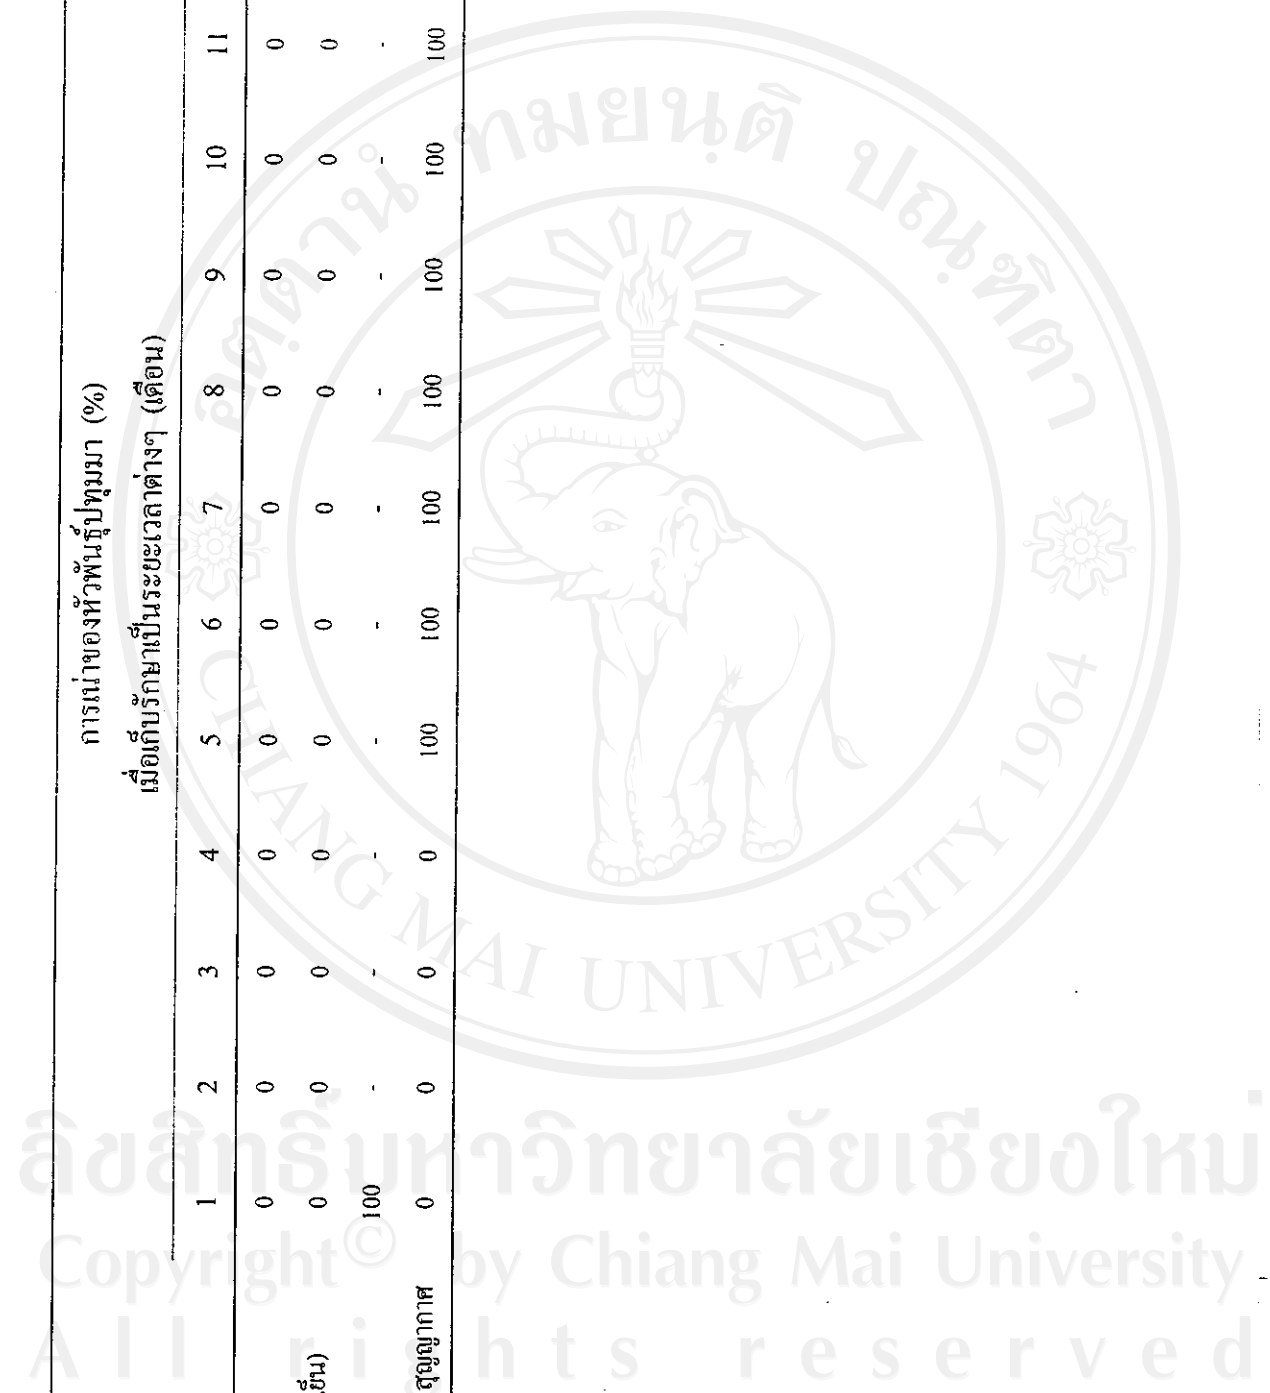 การเน่าของหัวพันธุ์ปทุมมา (%)
เมื่อเก็บรักษาเป็นระยะเวลาต่างๆ (เดือน)
1 2 3 4 5 6 7 8 9 10 11
0 0 0 0 0 0 0 0 0 0 0
เย็น) 0 0 0 0 0 0 0 0 0 0 0
100 - - - - - - - - - -
สุญญากาศ 0 0 0 0 100 100 100 100 100 100 100
CHIANG MAI UNIVERSITY 1964
ลิขสิทธิ์มหาวิทยาลัยเชียงใหม่
Copyright© by Chiang Mai University
All rights reserved